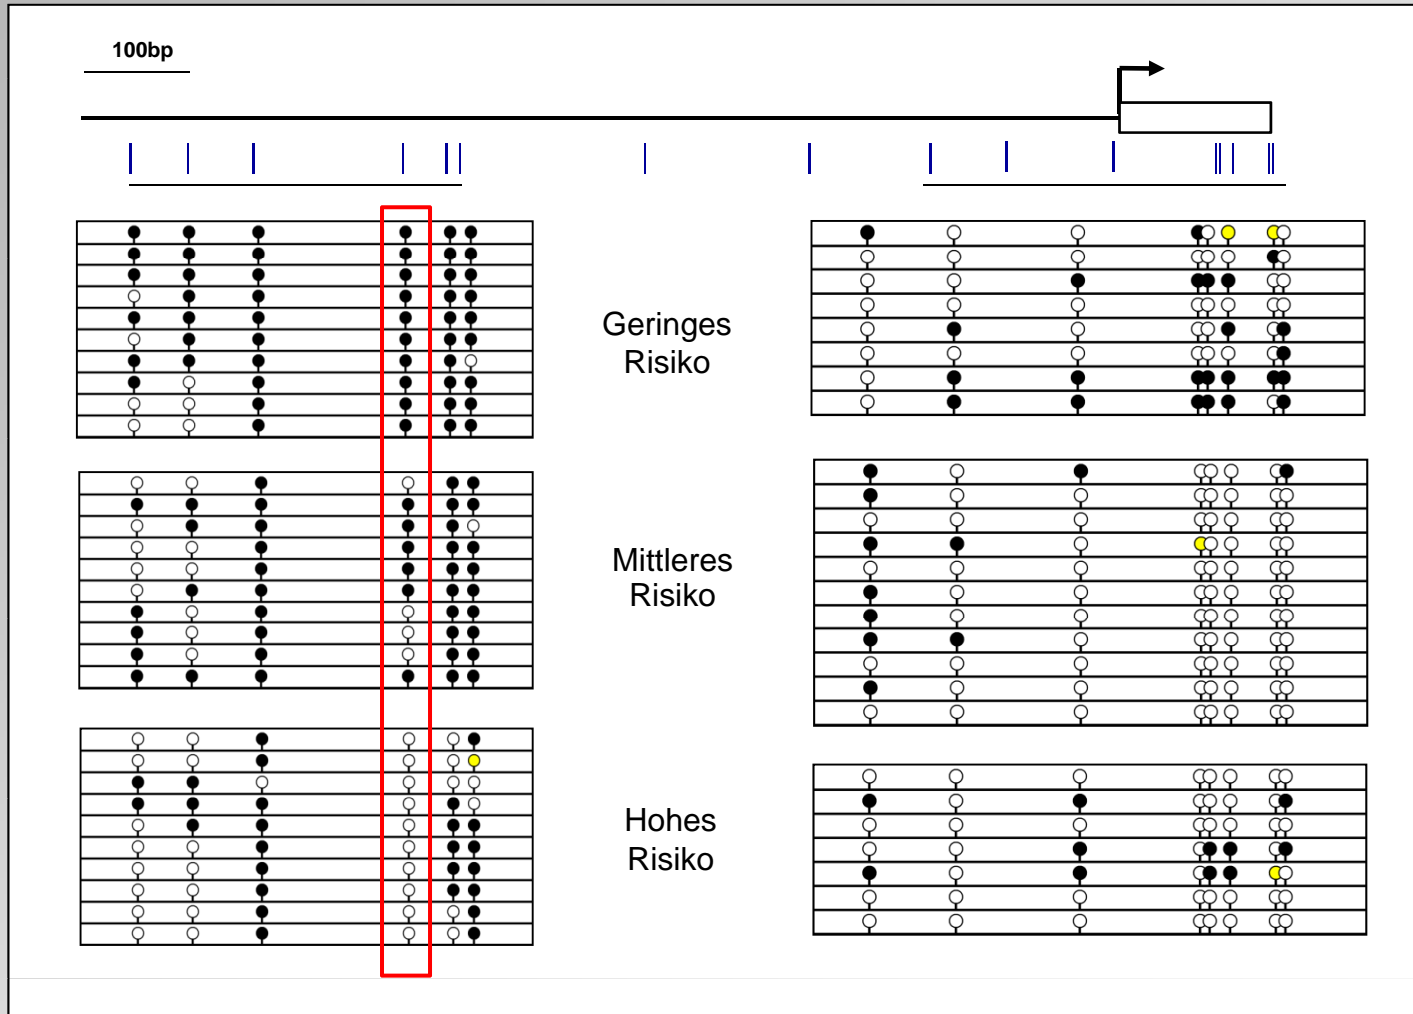 100bp
Geringes
Risiko
Mittleres
Risiko
Hohes
Risiko